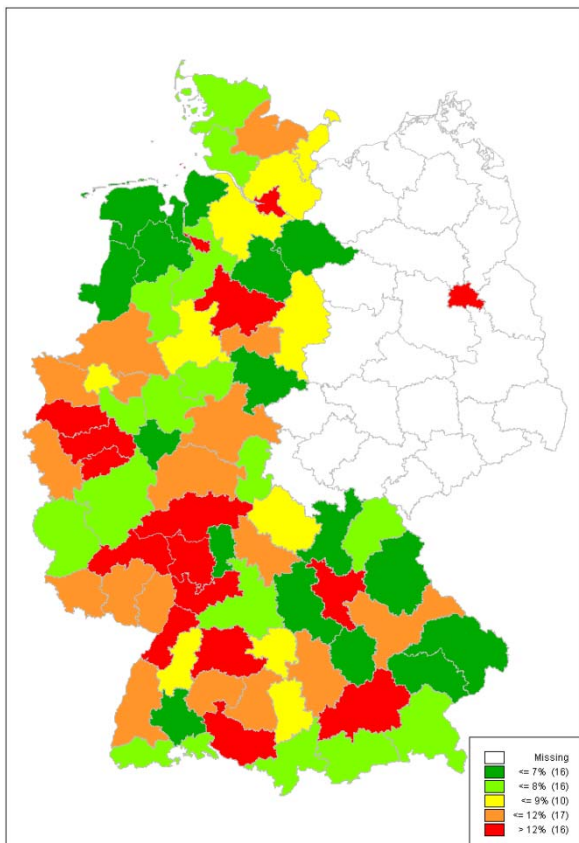 Missing
<= 7% (16)
<= 8% (16)
<= 9% (10)
<= 12% (17)
> 12% (16)